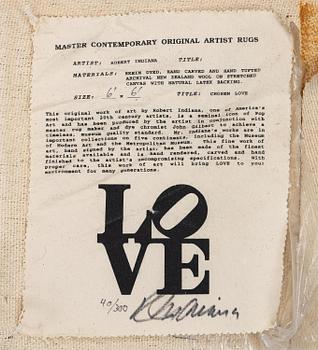 MASTER CONTEMPORARY ORIGINAL ARTIST RUGS
ARTIST: ROBERT INDIANA TITLE:
MATERIALS: HAND CARVED AND HAND TUFTED
ARCHIVAL NEW ZEALAND WOOL ON STRETCHED
CANVAS WITH NATURAL LATEX BACKING.
SIZE: 6' x 6' TITLE: CHOSEN LOVE
This original work of art by Robert Indiana, one of America's
most important 20th century artists, is a seminal icon of Pop
Art and has been produced by the artist in conjunction with
master rug maker and dye chromist John Gilbert to achieve a
timeless, museum quality standard. Mr. Indiana's works are in
important collections on five continents, including the Museum
of Modern Art and the Metropolitan Museum. This fine work of
art, hand signed by the artist, has been made of the finest
materials available and is hand rendered, carved and hand
finished to the artist's uncompromising specifications. With
proper care, this work of art will bring LOVE to your
environment for many generations.
LO
VE
40/300